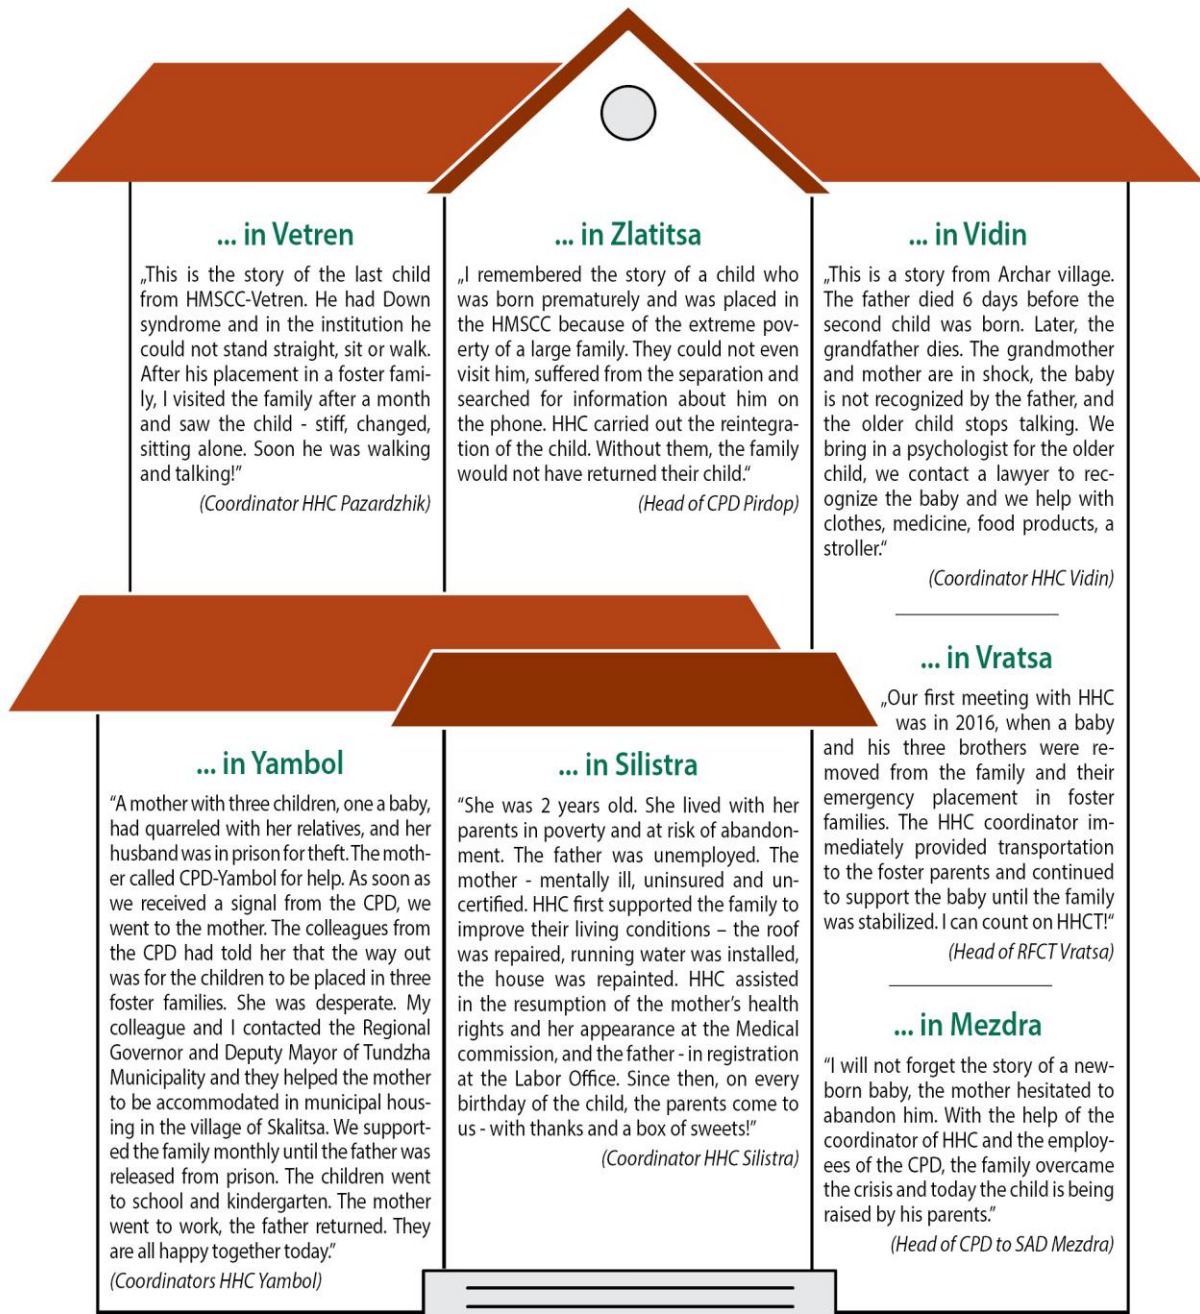 ... in Vetren
„This is the story of the last child
from HMSCC-Vetren. He had Down
syndrome and in the institution he
could not stand straight, sit or walk.
After his placement in a foster fami-
ly, I visited the family after a month
and saw the child - stiff, changed,
sitting alone. Soon he was walking
and talking!”
(Coordinator HHC Pazardzhik)
... in Zlatitsa
„I remembered the story of a child who
was born prematurely and was placed in
the HMSCC because of the extreme pov-
erty of a large family. They could not even
visit him, suffered from the separation and
searched for information about him on
the phone. HHC carried out the reintegra-
tion of the child. Without them, the family
would not have returned their child.“
(Head of CPD Pirdop)
... in Vidin
„This is a story from Archar village.
The father died 6 days before the
second child was born. Later, the
grandfather dies. The grandmother
and mother are in shock, the baby
is not recognized by the father, and
the older child stops talking. We
bring in a psychologist for the older
child, we contact a lawyer to rec-
ognize the baby and we help with
clothes, medicine, food products, a
stroller.“
(Coordinator HHC Vidin)
... in Vratsa
„Our first meeting with HHC
was in 2016, when a baby
and his three brothers were re-
moved from the family and their
emergency placement in foster
families. The HHC coordinator im-
mediately provided transportation
to the foster parents and continued
to support the baby until the family
was stabilized. I can count on HHCT!“
(Head of RFCT Vratsa)
... in Mezdra
“I will not forget the story of a new-
born baby, the mother hesitated to
abandon him. With the help of the
coordinator of HHC and the employ-
ees of the CPD, the family overcame
the crisis and today the child is being
raised by his parents.”
(Head of CPD to SAD Mezdra)
... in Yambol
“A mother with three children, one a baby,
had quarreled with her relatives, and her
husband was in prison for theft. The moth-
er called CPD-Yambol for help. As soon as
we received a signal from the CPD, we
went to the mother. The colleagues from
the CPD had told her that the way out
was for the children to be placed in three
foster families. She was desperate. My
colleague and I contacted the Regional
Governor and Deputy Mayor of Tundzha
Municipality and they helped the mother
to be accommodated in municipal hous-
ing in the village of Skalitsa. We support-
ed the family monthly until the father was
released from prison. The children went
to school and kindergarten. The mother
went to work, the father returned. They
are all happy together today.”
(Coordinators HHC Yambol)
... in Silistra
“She was 2 years old. She lived with her
parents in poverty and at risk of abandon-
ment. The father was unemployed. The
mother - mentally ill, uninsured and un-
certified. HHC first supported the family to
improve their living conditions – the roof
was repaired, running water was installed,
the house was repainted. HHC assisted
in the resumption of the mother’s health
rights and her appearance at the Medical
commission, and the father - in registration
at the Labor Office. Since then, on every
birthday of the child, the parents come to
us - with thanks and a box of sweets!”
(Coordinator HHC Silistra)